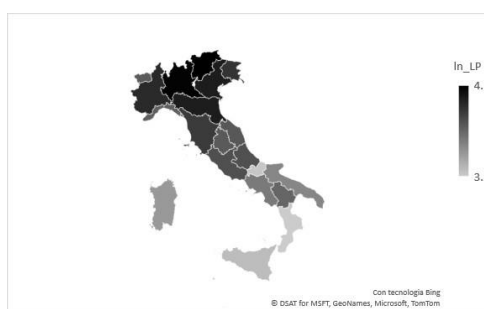 ln_LP
4.
3.
Con tecnologia Bing
© DSAT for MSFT, GeoNames, Microsoft, TomTom